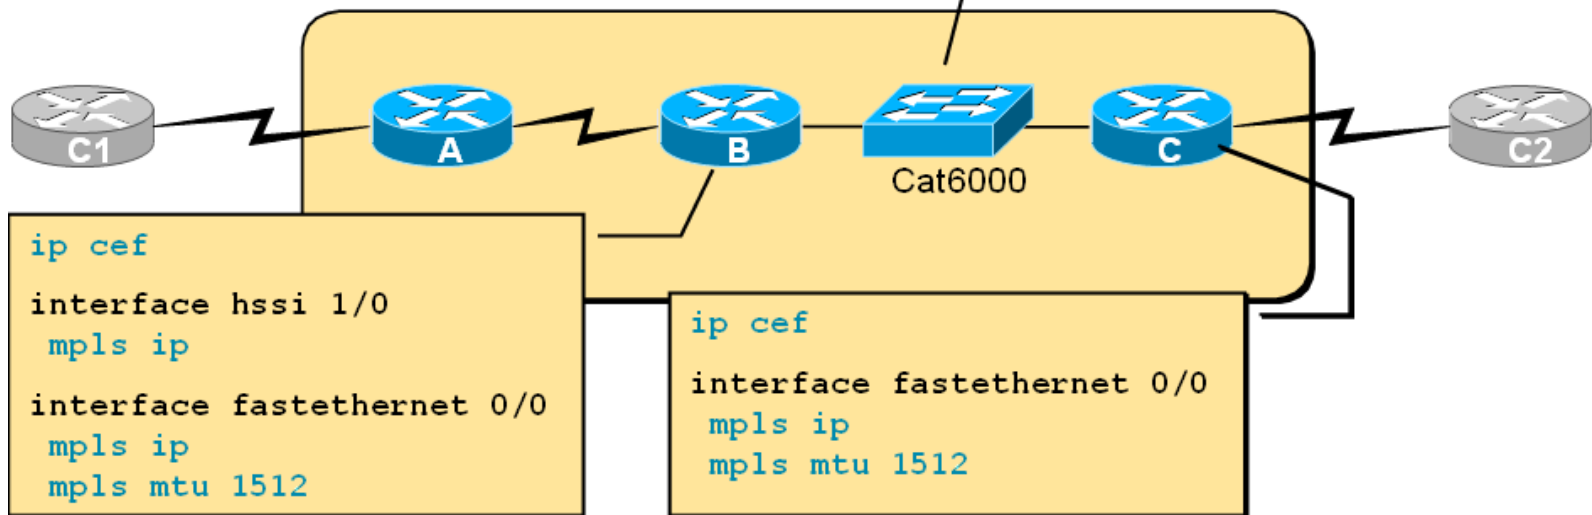 C1
A
B
C
C2
Cat6000
ip cef
interface hssi 1/0
mpls ip
interface fastethernet 0/0
mpls ip
mpls mtu 1512
ip cef
interface fastethernet 0/0
mpls ip
mpls mtu 1512